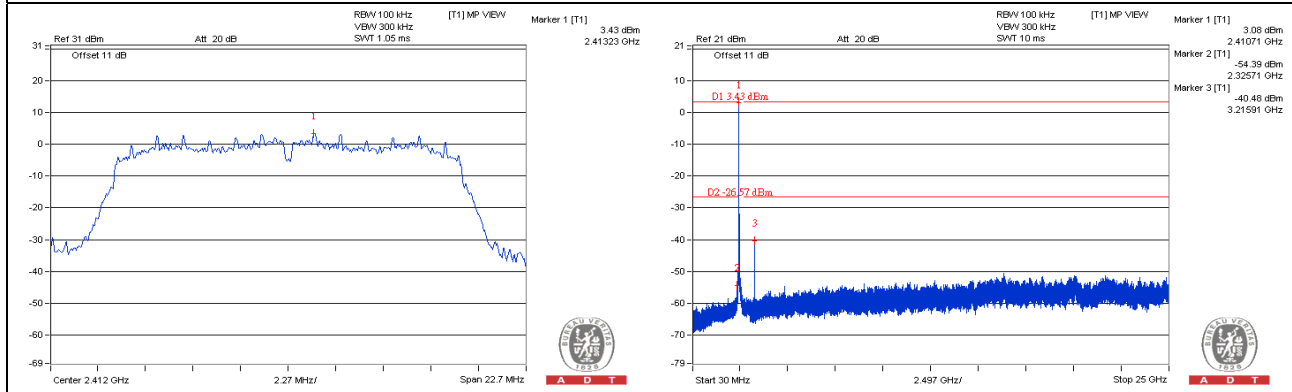 RBW 100 kHz [T1] MP VIEW
VBW 300 kHz
Ref 31 dBm Att 20 dB SWT 1.05 ms
Marker 1 [T1]
3.43 dBm
2.41323 GHz
Offset 11 dB
31
20
10
0
-10
-20
-30
-40
-50
-60
-69
1
Center 2.412 GHz 2.27 MHz/ Span 22.7 MHz
BUREAU VERITAS
1828
A D T
RBW 100 kHz [T1] MP VIEW
VBW 300 kHz
Ref 21 dBm Att 20 dB SWT 10 ms
Marker 1 [T1]
3.08 dBm
2.41071 GHz
Marker 2 [T1]
-54.39 dBm
2.32571 GHz
Marker 3 [T1]
-40.48 dBm
3.21591 GHz
Offset 11 dB
21
10
0
-10
-20
-30
-40
-50
-60
-70
-79
1
D1 3.43 dBm
D2 -26.57 dBm
3
2
Start 30 MHz 2.497 GHz/ Stop 25 GHz
BUREAU VERITAS
1828
A D T